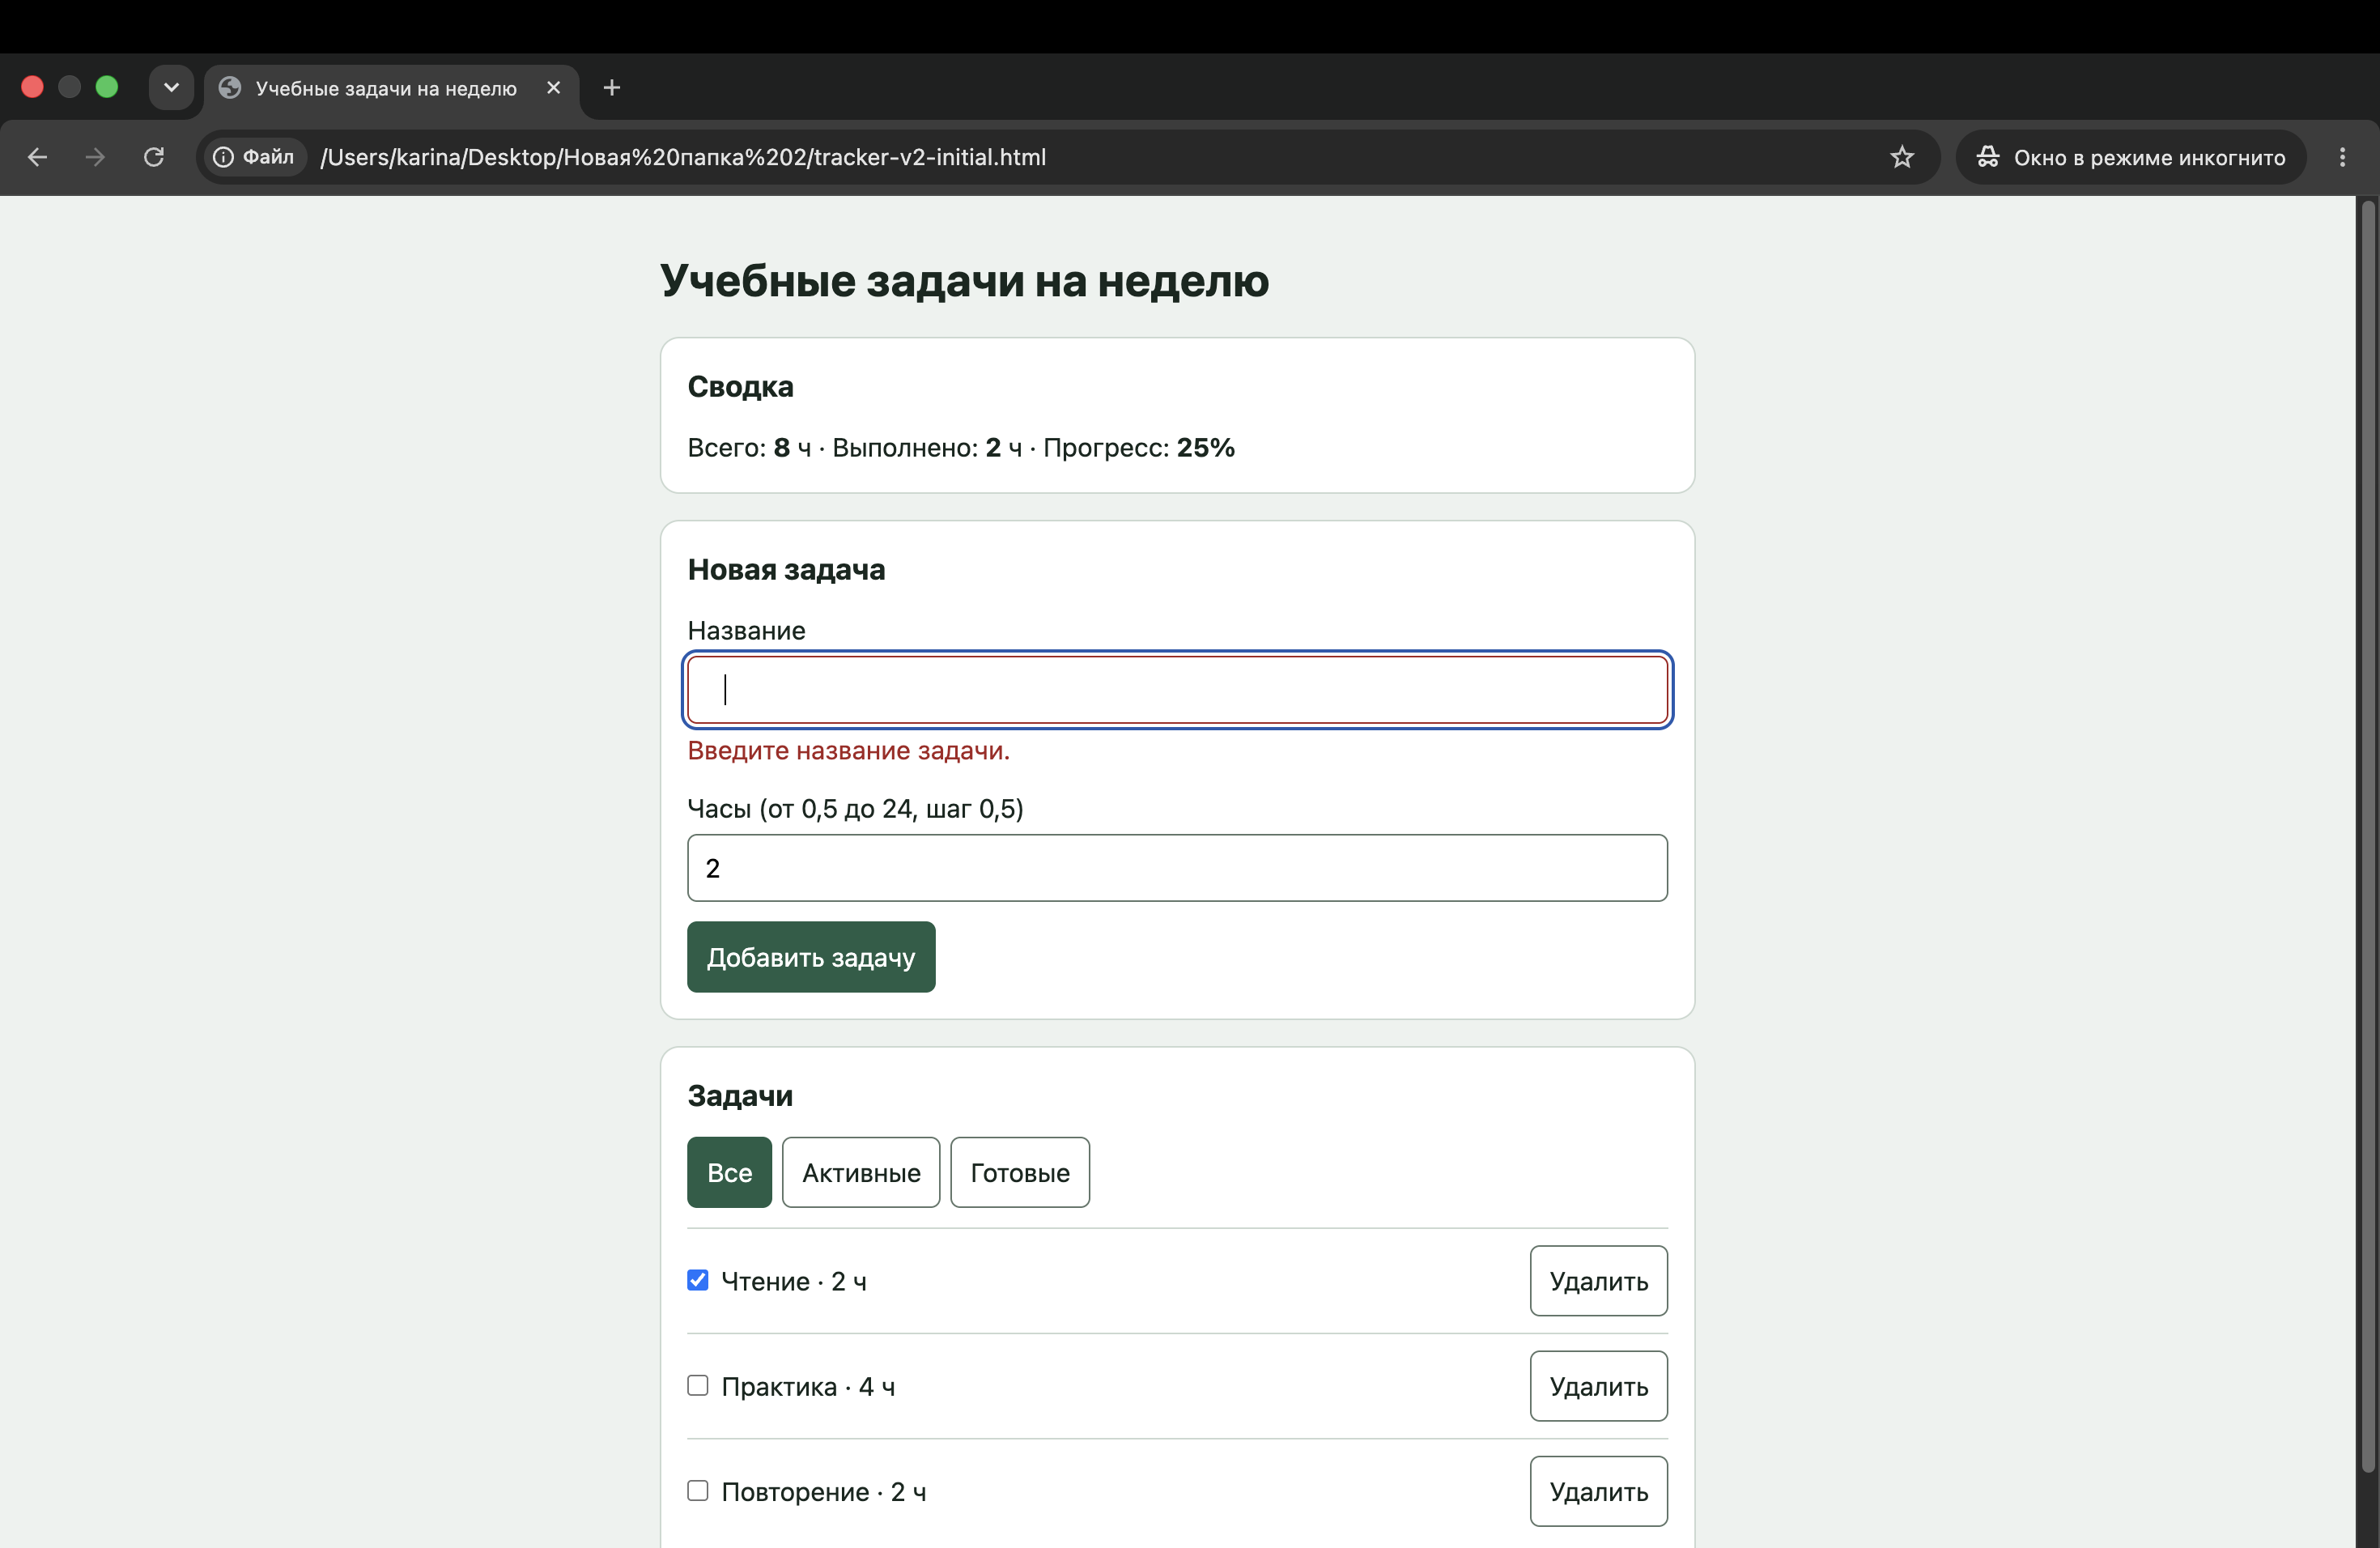 Учебные задачи на неделю
Файл /Users/karina/Desktop/Новая%20папка%202/tracker-v2-initial.html Окно в режиме инкогнито
Учебные задачи на неделю
Сводка
Всего: 8 ч · Выполнено: 2 ч · Прогресс: 25%
Новая задача
Название
Введите название задачи.
Часы (от 0,5 до 24, шаг 0,5)
2
Добавить задачу
Задачи
Все Активные Готовые
Чтение · 2 ч Удалить
Практика · 4 ч Удалить
Повторение · 2 ч Удалить